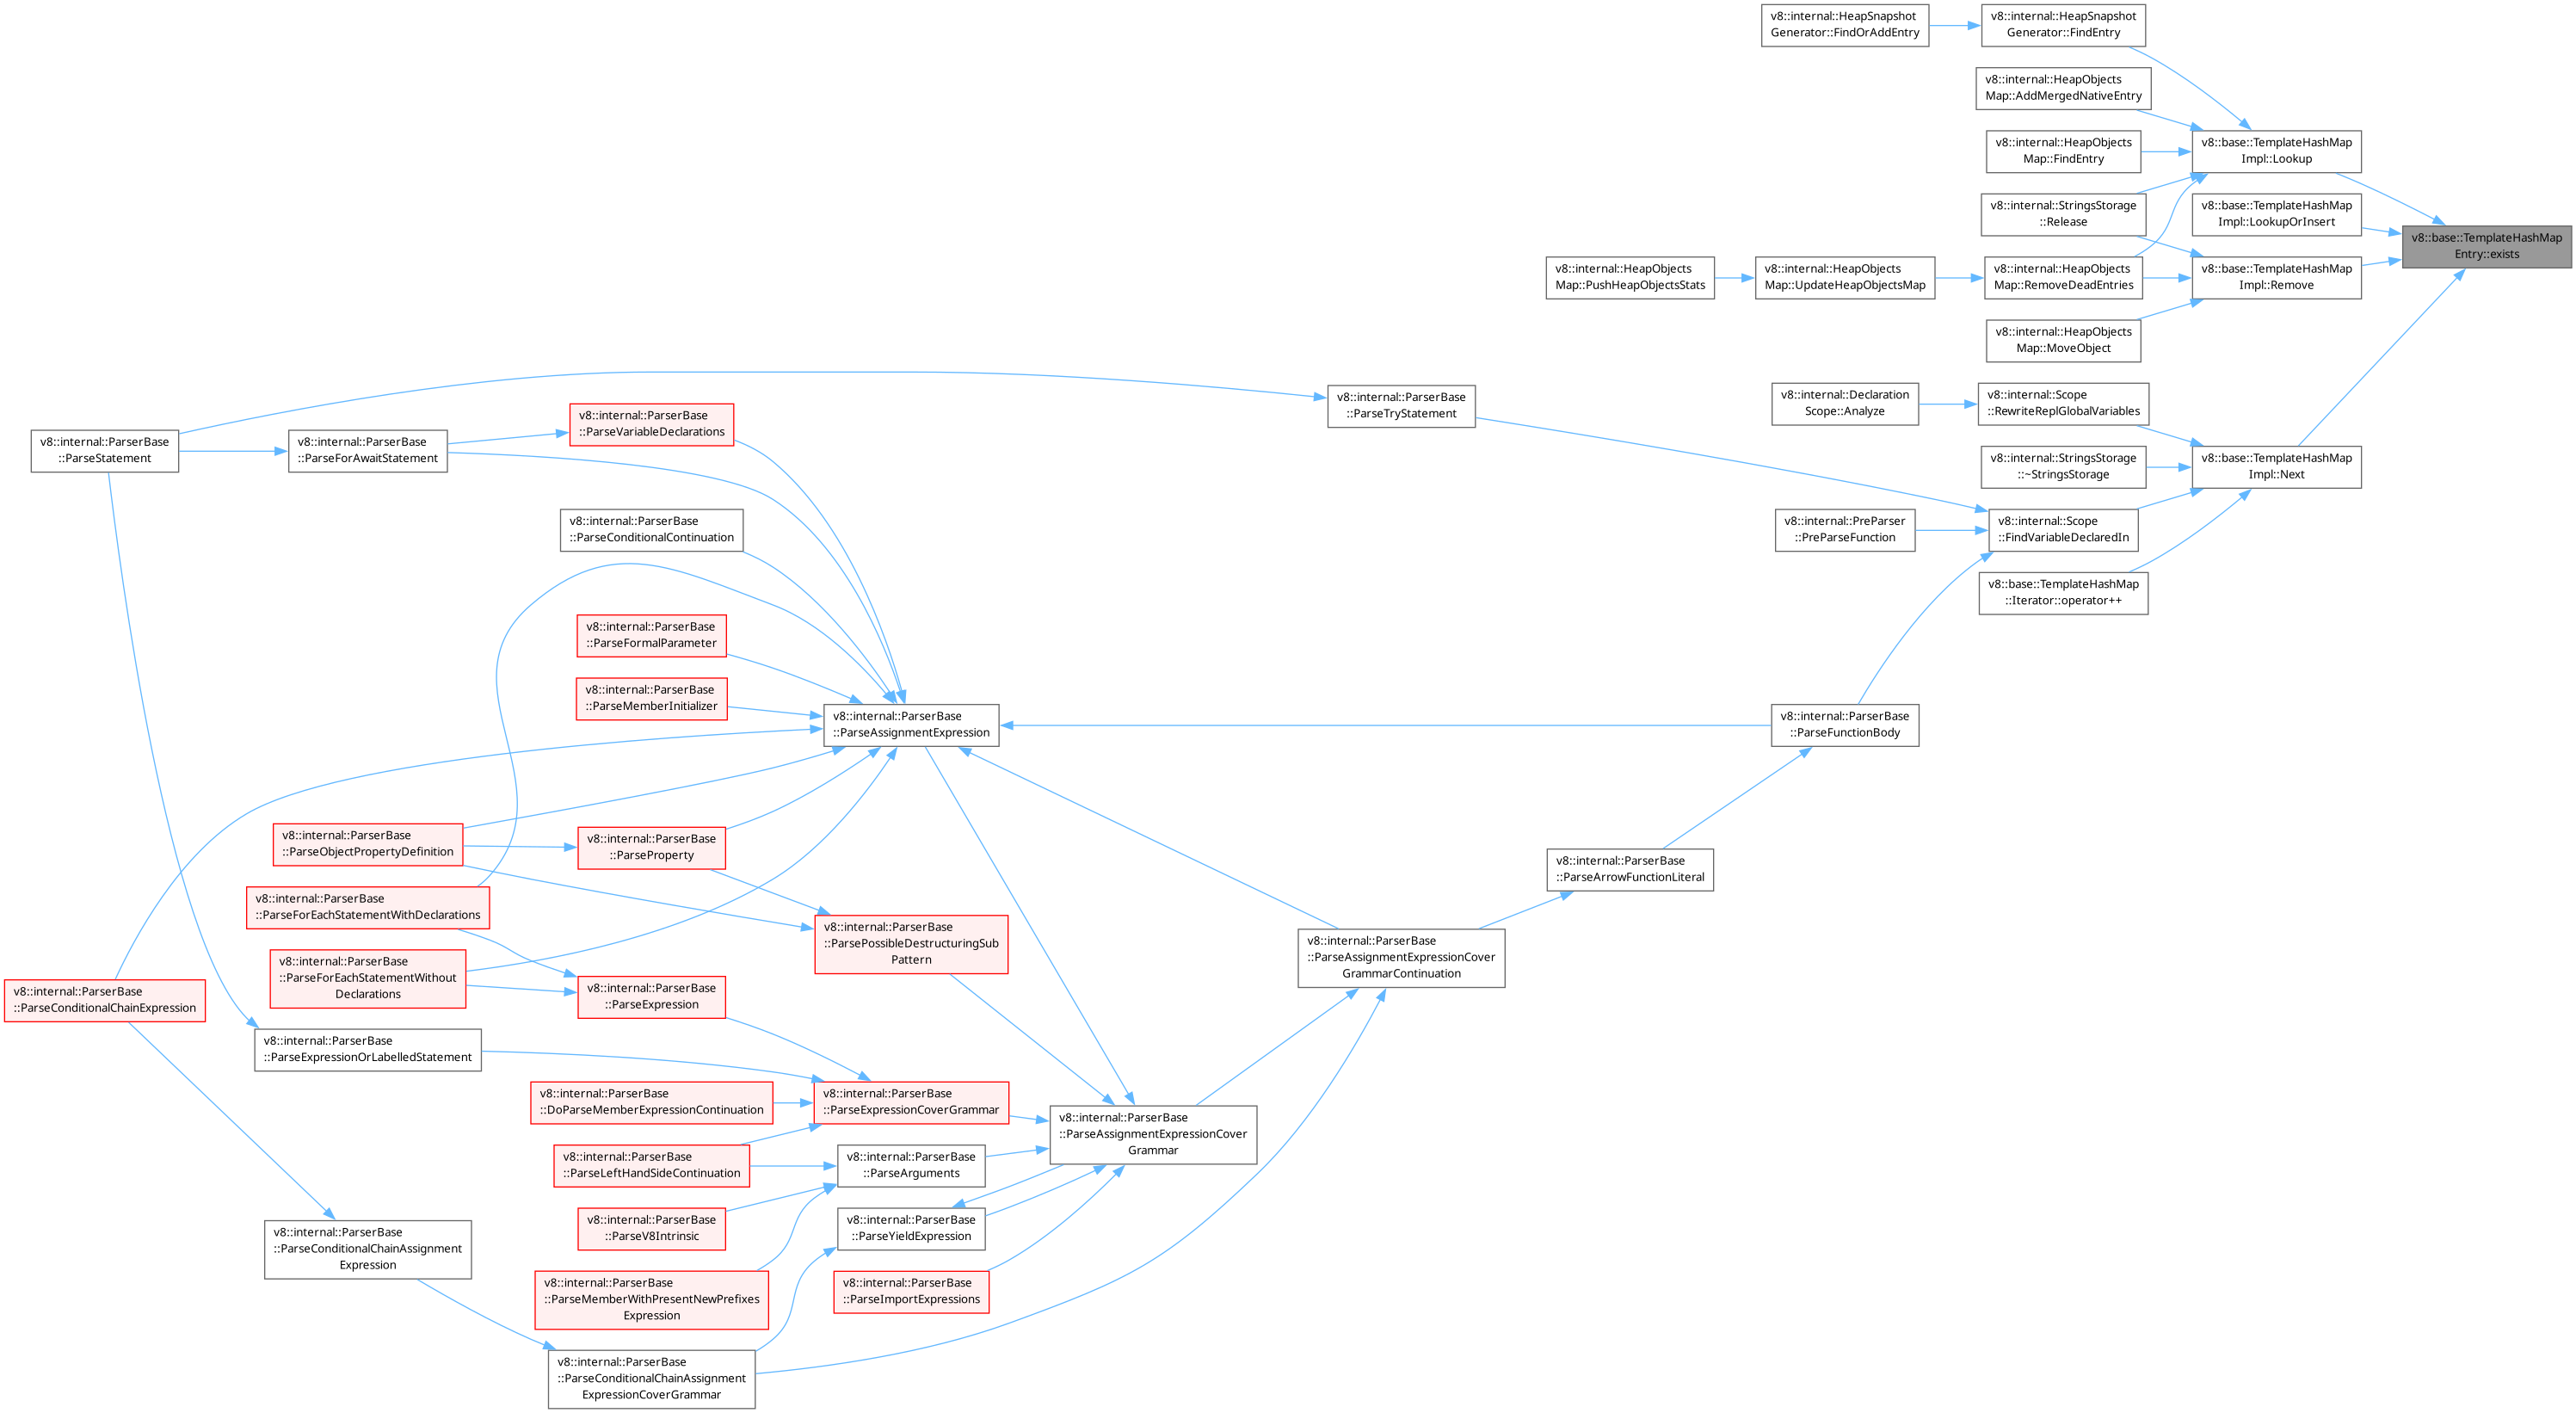 v8::internal::HeapSnapshot
Generator::FindOrAddEntry
v8::internal::HeapSnapshot
Generator::FindEntry
v8::internal::HeapObjects
Map::AddMergedNativeEntry
v8::internal::HeapObjects
Map::FindEntry
v8::base::TemplateHashMap
Impl::Lookup
v8::internal::StringsStorage
::Release
v8::base::TemplateHashMap
Impl::LookupOrInsert
v8::base::TemplateHashMap
Entry::exists
v8::internal::HeapObjects
Map::PushHeapObjectsStats
v8::internal::HeapObjects
Map::UpdateHeapObjectsMap
v8::internal::HeapObjects
Map::RemoveDeadEntries
v8::base::TemplateHashMap
Impl::Remove
v8::internal::HeapObjects
Map::MoveObject
v8::internal::ParserBase
::ParseTryStatement
v8::internal::Declaration
Scope::Analyze
v8::internal::Scope
::RewriteReplGlobalVariables
v8::internal::ParserBase
::ParseVariableDeclarations
v8::internal::ParserBase
::ParseStatement
v8::internal::ParserBase
::ParseForAwaitStatement
v8::internal::StringsStorage
::~StringsStorage
v8::base::TemplateHashMap
Impl::Next
v8::internal::ParserBase
::ParseConditionalContinuation
v8::internal::PreParser
::PreParseFunction
v8::internal::Scope
::FindVariableDeclaredIn
v8::base::TemplateHashMap
::Iterator::operator++
v8::internal::ParserBase
::ParseFormalParameter
v8::internal::ParserBase
::ParseMemberInitializer
v8::internal::ParserBase
::ParseAssignmentExpression
v8::internal::ParserBase
::ParseFunctionBody
v8::internal::ParserBase
::ParseObjectPropertyDefinition
v8::internal::ParserBase
::ParseProperty
v8::internal::ParserBase
::ParseArrowFunctionLiteral
v8::internal::ParserBase
::ParseForEachStatementWithDeclarations
v8::internal::ParserBase
::ParsePossibleDestructuringSub
Pattern
v8::internal::ParserBase
::ParseAssignmentExpressionCover
GrammarContinuation
v8::internal::ParserBase
::ParseForEachStatementWithout
Declarations
v8::internal::ParserBase
::ParseConditionalChainExpression
v8::internal::ParserBase
::ParseExpression
v8::internal::ParserBase
::ParseExpressionOrLabelledStatement
v8::internal::ParserBase
::DoParseMemberExpressionContinuation
v8::internal::ParserBase
::ParseExpressionCoverGrammar
v8::internal::ParserBase
::ParseAssignmentExpressionCover
Grammar
v8::internal::ParserBase
::ParseLeftHandSideContinuation
v8::internal::ParserBase
::ParseArguments
v8::internal::ParserBase
::ParseV8Intrinsic
v8::internal::ParserBase
::ParseYieldExpression
v8::internal::ParserBase
::ParseConditionalChainAssignment
Expression
v8::internal::ParserBase
::ParseMemberWithPresentNewPrefixes
Expression
v8::internal::ParserBase
::ParseImportExpressions
v8::internal::ParserBase
::ParseConditionalChainAssignment
ExpressionCoverGrammar